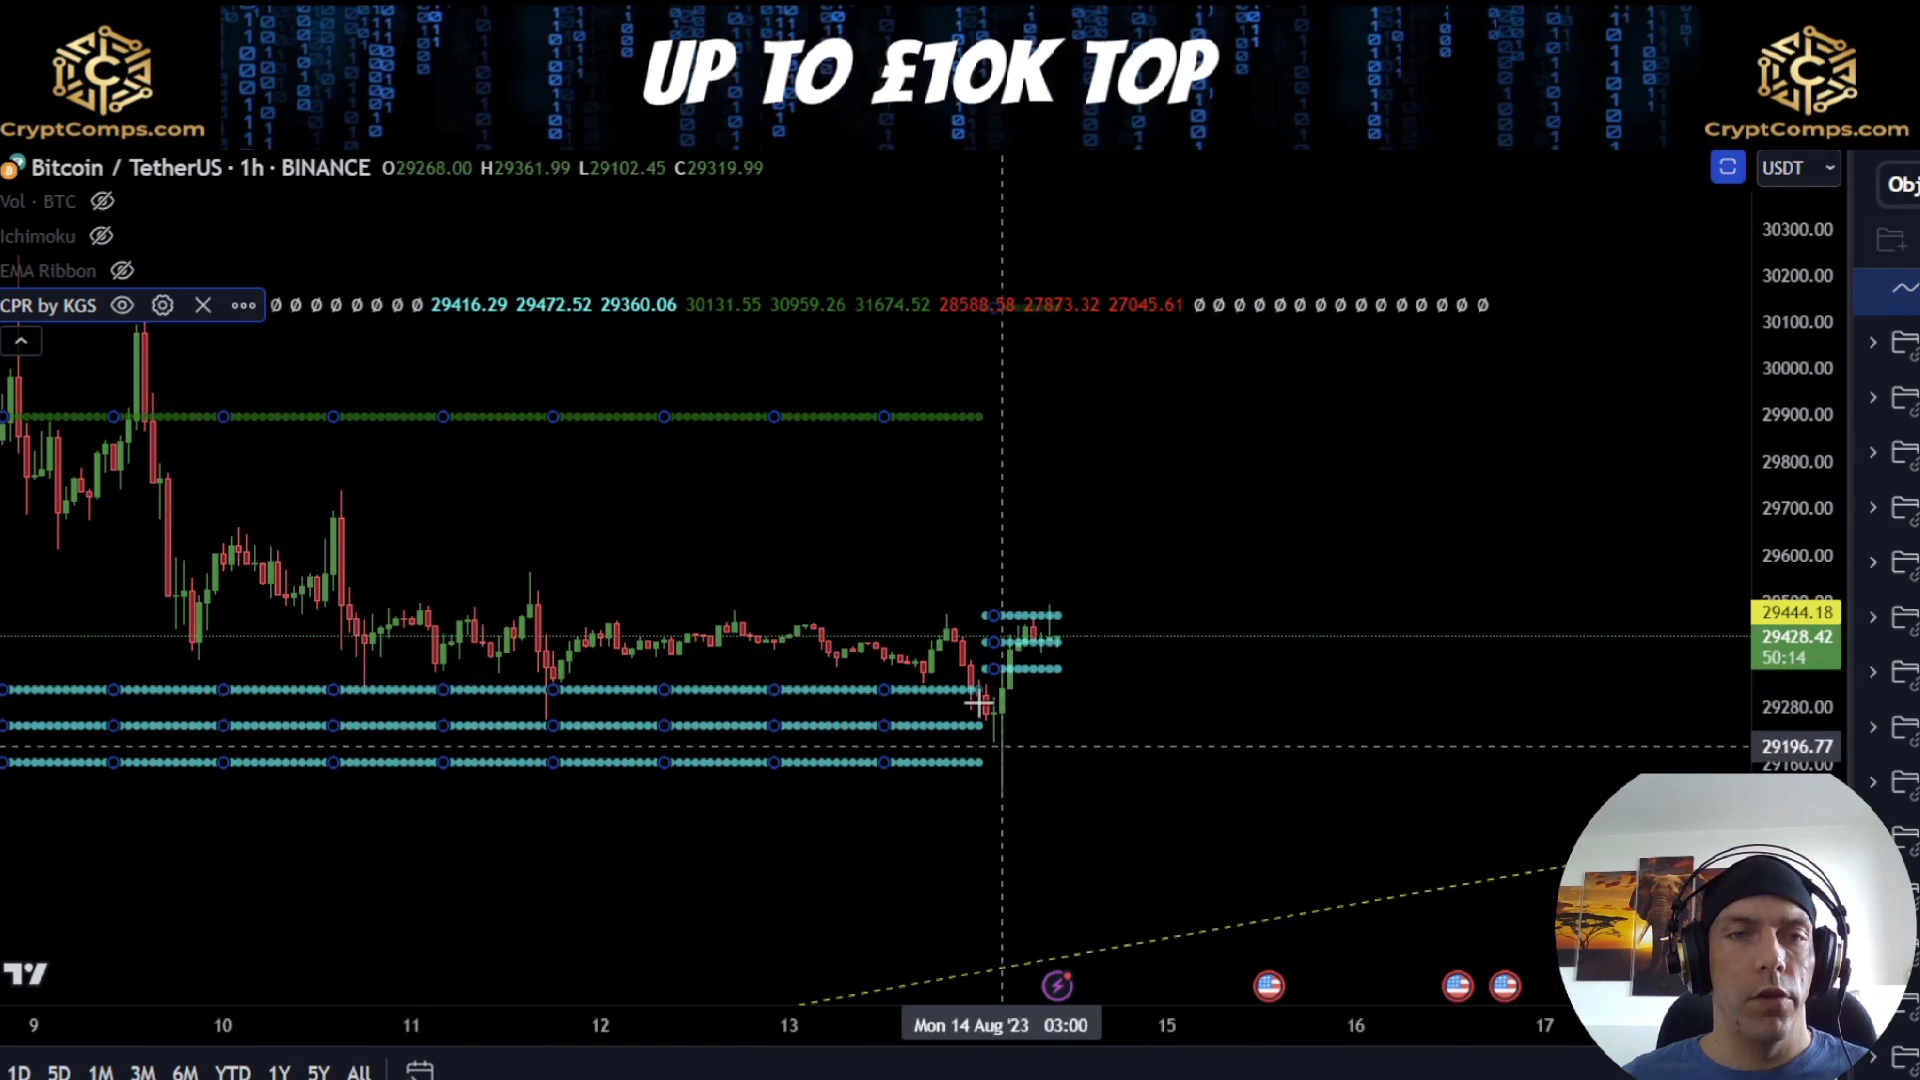 UP TO £10K TOP
CryptComps.com
CryptComps.com
Bitcoin / TetherUS · 1h · BINANCE O29268.00 H29361.99 L29102.45 C29319.99
USDT
Obj
Vol · BTC
Ichimoku
EMA Ribbon
CPR by KGS Ø Ø Ø Ø Ø Ø Ø Ø 29416.29 29472.52 29360.06 30131.55 30959.26 31674.52 28588.58 27873.32 27045.61 Ø Ø Ø Ø Ø Ø Ø Ø Ø Ø Ø Ø Ø Ø Ø
30300.00
30200.00
30100.00
30000.00
29900.00
29800.00
29700.00
29600.00
29444.18
29428.42
50:14
29280.00
29196.77
29160.00
9 10 11 12 13 Mon 14 Aug '23 03:00 15 16 17
1D 5D 1M 3M 6M YTD 1Y 5Y All